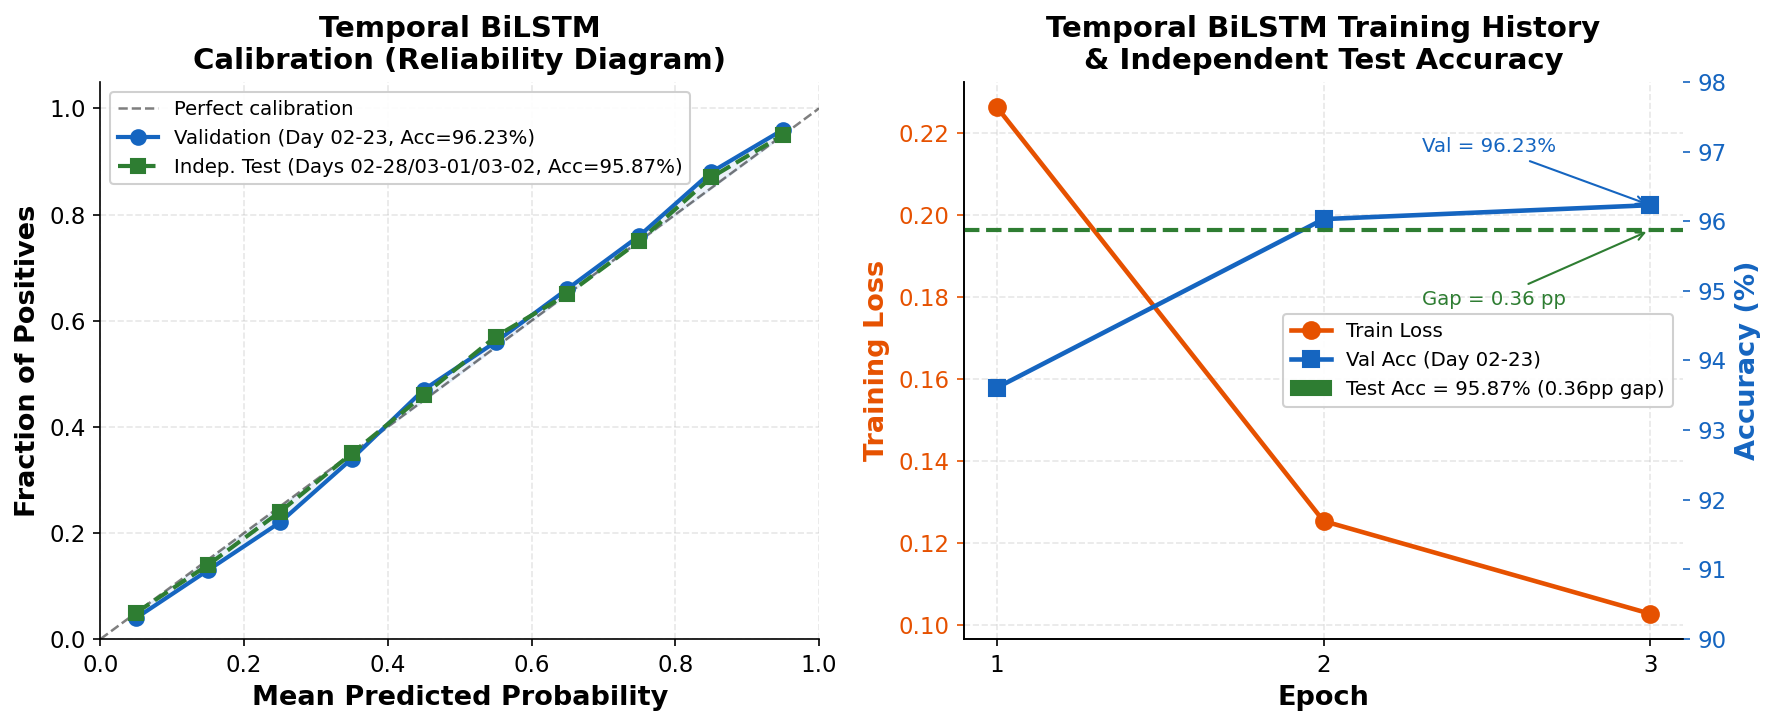 Temporal BiLSTM
Calibration (Reliability Diagram)
Perfect calibration
Validation (Day 02-23, Acc=96.23%)
Indep. Test (Days 02-28/03-01/03-02, Acc=95.87%)
Fraction of Positives
1.0
0.8
0.6
0.4
0.2
0.0
0.0 0.2 0.4 0.6 0.8 1.0
Mean Predicted Probability
Temporal BiLSTM Training History
& Independent Test Accuracy
Training Loss
0.22
0.20
0.18
0.16
0.14
0.12
0.10
Val = 96.23%
Gap = 0.36 pp
Train Loss
Val Acc (Day 02-23)
Test Acc = 95.87% (0.36pp gap)
98
97
96
95
94
93
92
91
90
Accuracy (%)
1 2 3
Epoch